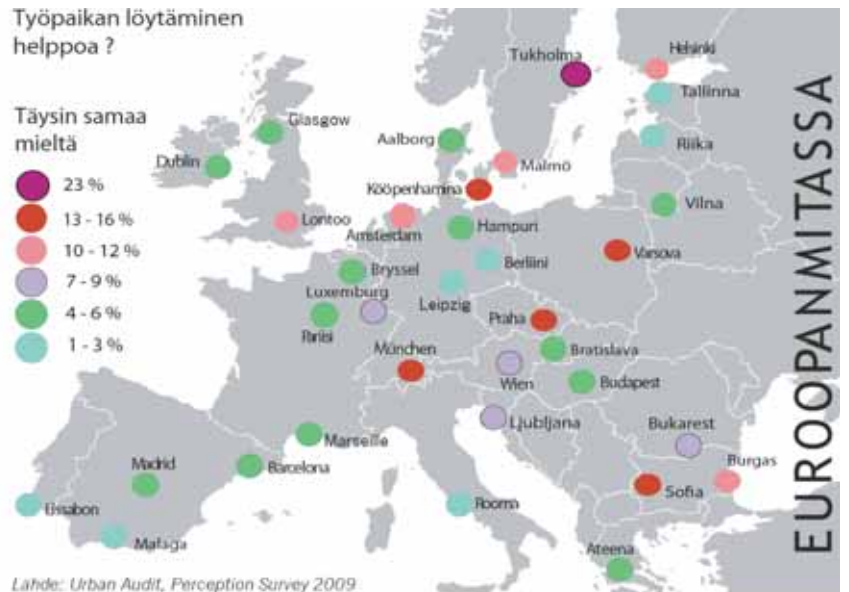 Työpaikan löytäminen
helppoa ?
Täysin samaa
mieltä
23 %
13 - 16 %
10 - 12 %
7 - 9 %
4 - 6 %
1 - 3 %
Tukholma
Helsinki
Tallinna
Riika
Vilna
Glasgow
Dublin
Lontoo
Aalborg
Malmö
Kööpenhamina
Amsterdam
Hampuri
Berliini
Varsova
Bryssel
Luxemburg
Leipzig
Pariisi
Praha
München
Bratislava
Wien
Budapest
Ljubljana
Bukarest
Burgas
Sofia
Marseille
Barcelona
Madrid
Lissabon
Malaga
Rooma
Ateena
EUROOPANMITASSA
Lähde: Urban Audit, Perception Survey 2009